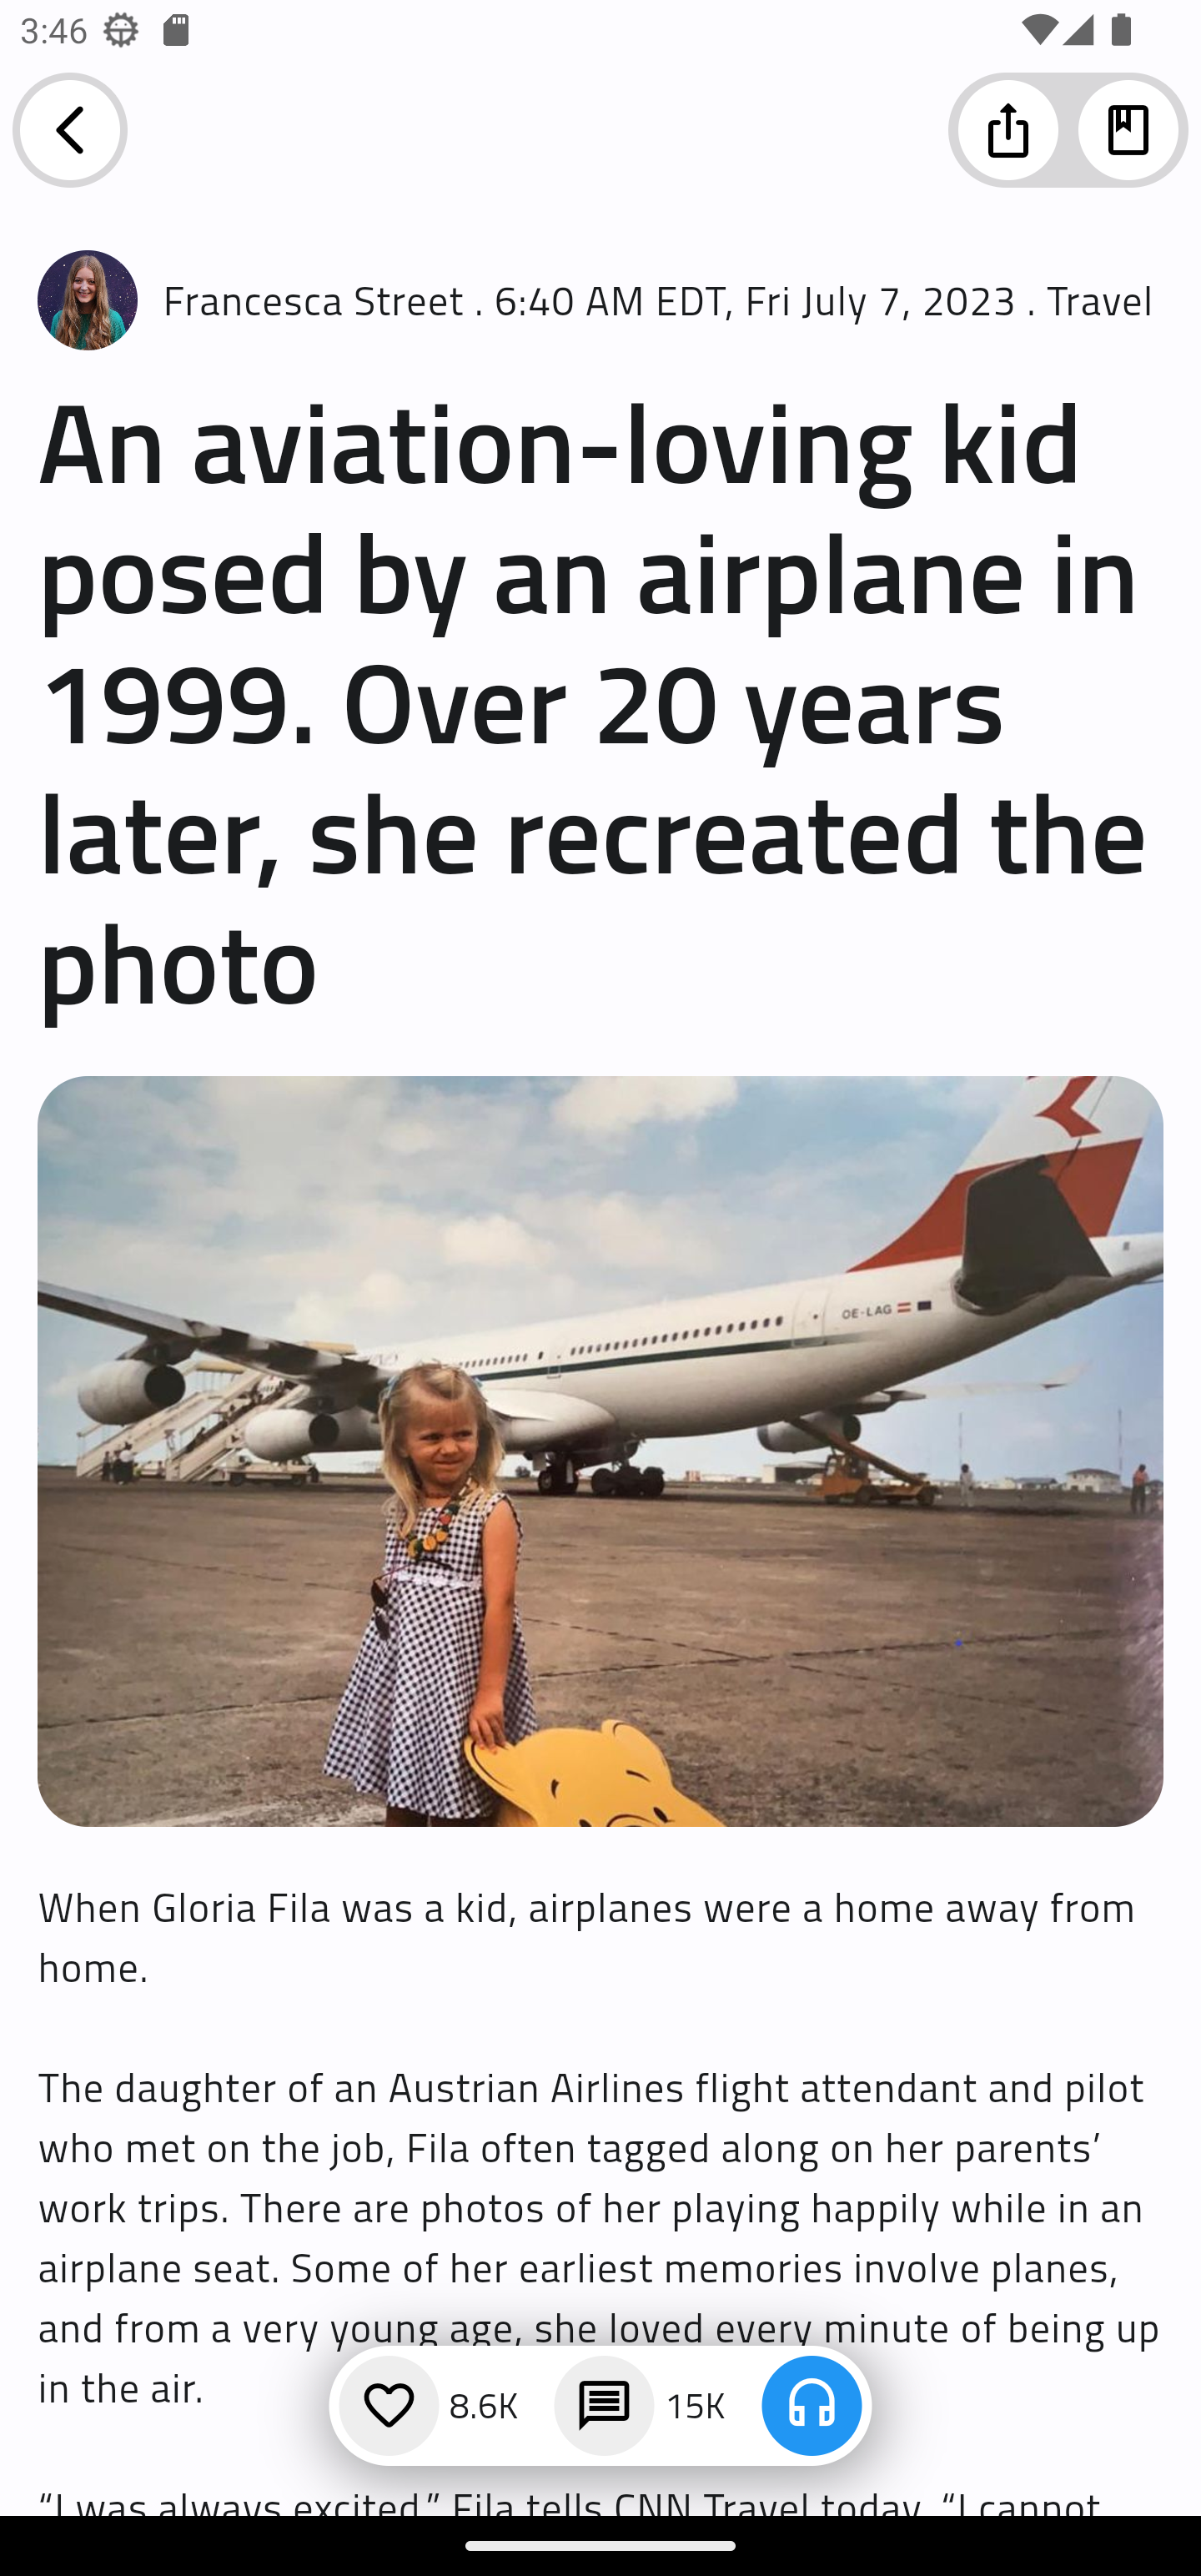 3:46
Francesca Street . 6:40 AM EDT, Fri July 7, 2023 . Travel
An aviation-loving kid
posed by an airplane in
1999. Over 20 years
later, she recreated the
photo
OE-LAG
When Gloria Fila was a kid, airplanes were a home away from
home.
The daughter of an Austrian Airlines flight attendant and pilot
who met on the job, Fila often tagged along on her parents’
work trips. There are photos of her playing happily while in an
airplane seat. Some of her earliest memories involve planes,
and from a very young age, she loved every minute of being up
in the air.
8.6K
15K
“I was always excited,” Fila tells CNN Travel today. “I cannot